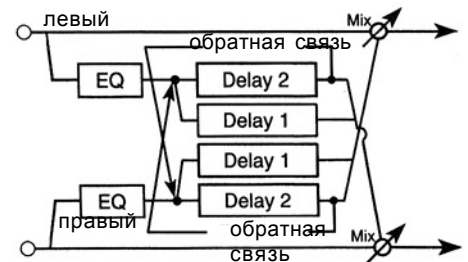 левый
Mix
обратная связь
EQ
Delay 2
Delay 1
Delay 1
EQ
Delay 2
правый
обратная
связь
Mix